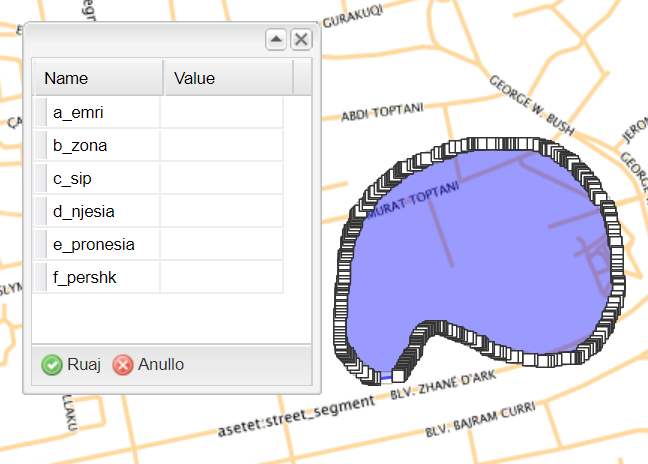 Name Value
a_emri
b_zona
c_sip
d_njesia
e_pronesia
f_pershk
Ruaj Anullo
GURAKUQI
GEORGE W. BUSH
ABDI TOPTANI
MURAT TOPTANI
BLV. ZHANE D'ARK
asetet:street_segment
BLV. BAJRAM CURRI